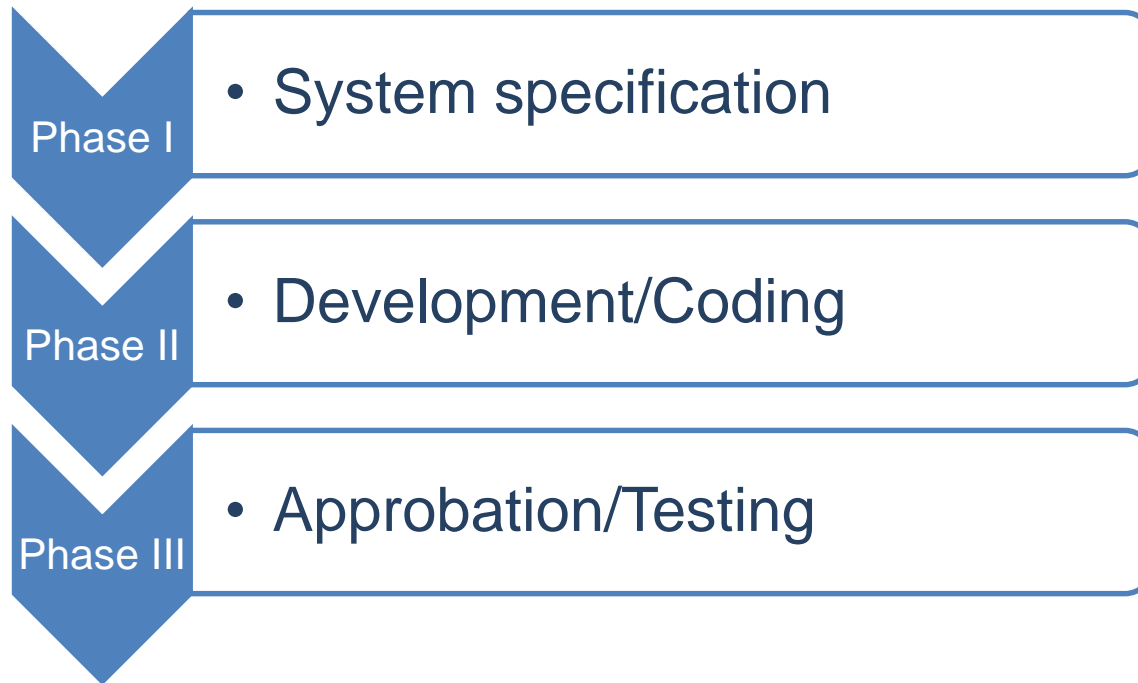 Phase I
• System specification
Phase II
• Development/Coding
Phase III
• Approbation/Testing